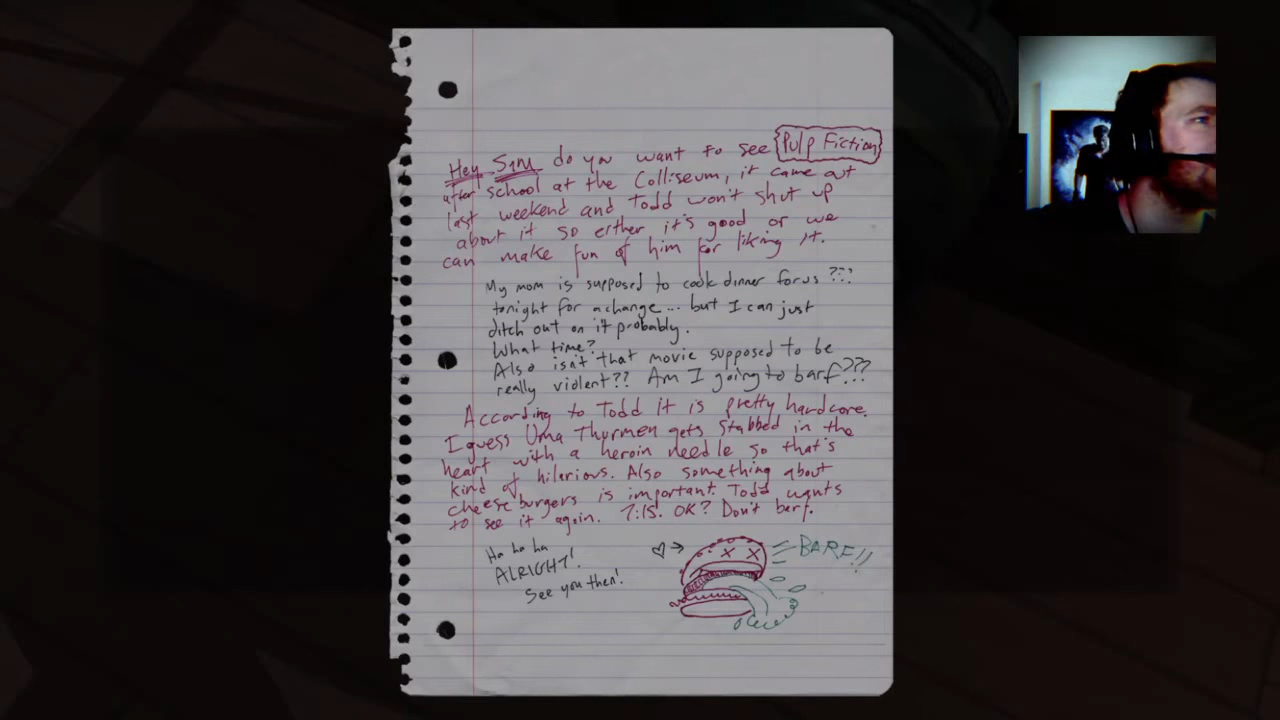 Hey Sam do you want to see Pulp Fiction
after school at the Colliseum, it came out
last weekend and Todd won't shut up
about it so either it's good or we
can make fun of him for liking it.
My mom is supposed to cook dinner for us ???
tonight for a change... but I can just
ditch out on it probably.
What time?
Also isn't that movie supposed to be
really violent?? Am I going to barf???
According to Todd it is pretty hardcore.
I guess Uma Thurmen gets stabbed in the
heart with a heroin needle so that's
kind of hilarious. Also something about
cheeseburgers is important. Todd wants
to see it again. 7:15. OK? Don't barf.
Ha ha ha
ALRIGHT!
See you then!
BARF!!